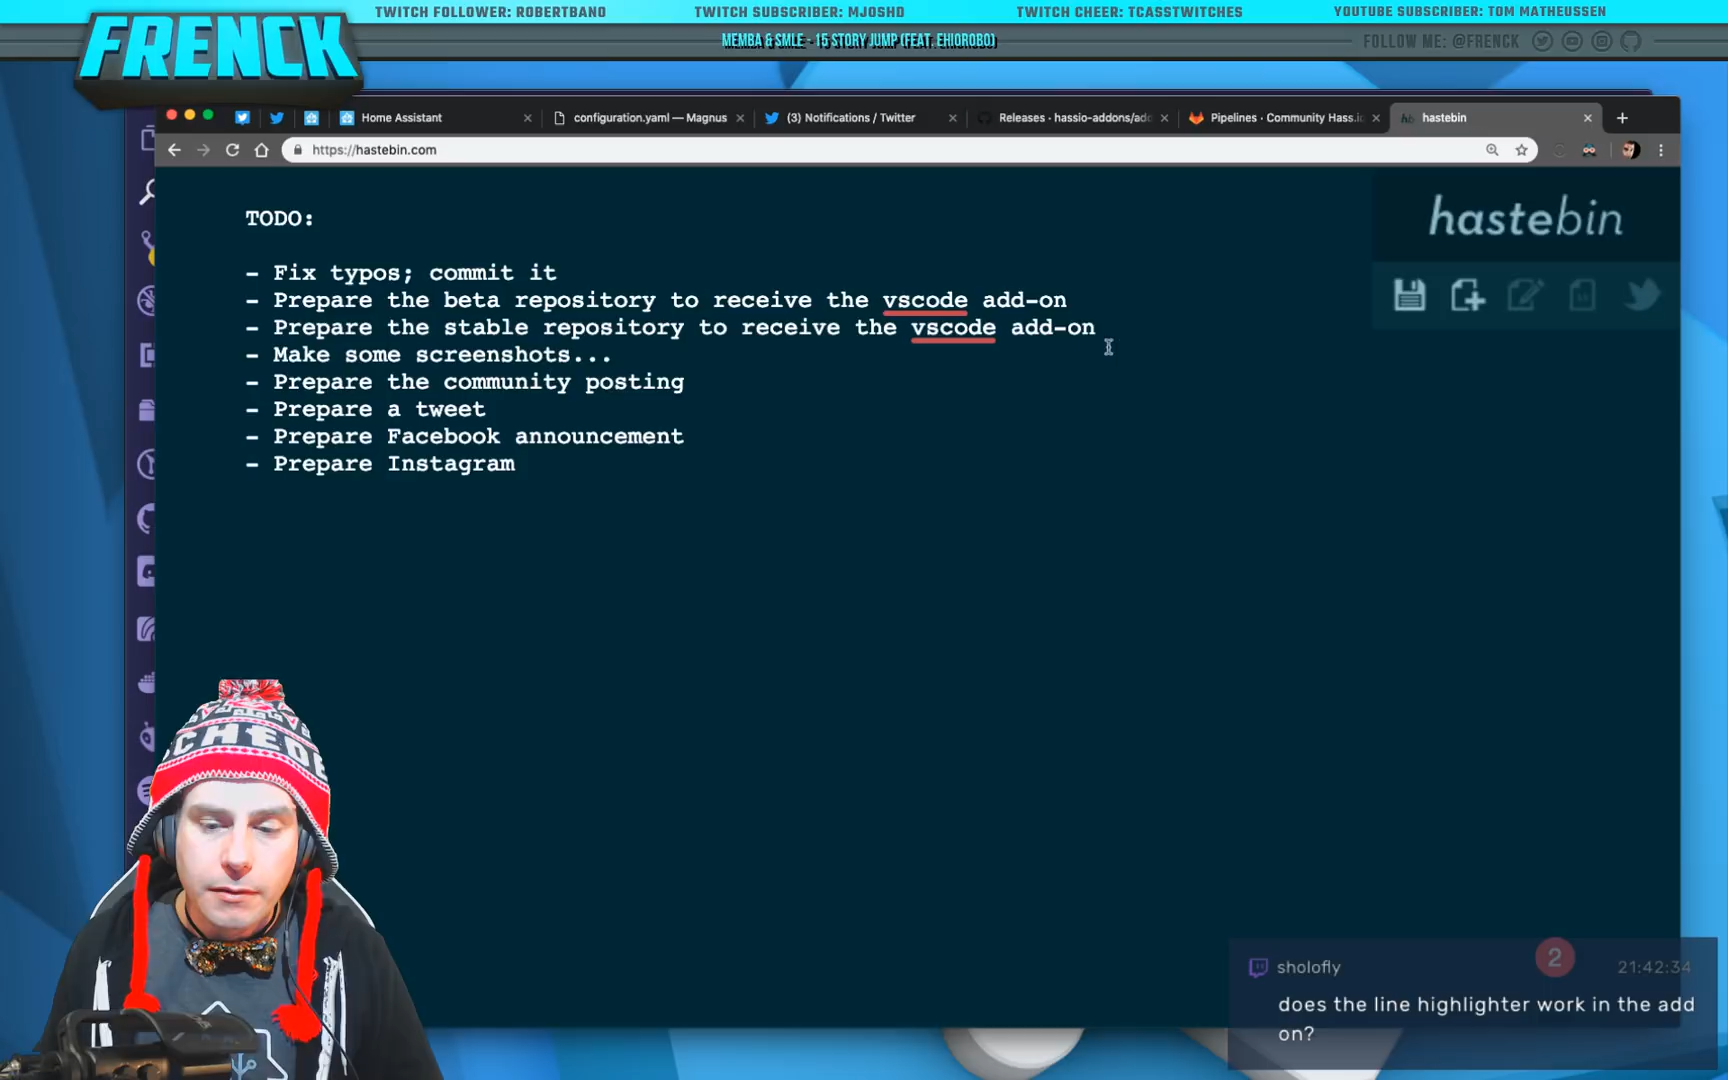 TWITCH FOLLOWER: ROBERTBANO
TWITCH SUBSCRIBER: MJOSHD
TWITCH CHEER: TCASSTWITCHES
YOUTUBE SUBSCRIBER: TOM MATHEUSSEN
FRENCK
MEMBA & SMLE - 15 STORY JUMP (FEAT. EHIOROBO)
FOLLOW ME: @FRENCK
Home Assistant
configuration.yaml — Magnus
(3) Notifications / Twitter
Releases · hassio-addons/add
Pipelines · Community Hass.io
hastebin
https://hastebin.com
hastebin
TODO:
- Fix typos; commit it
- Prepare the beta repository to receive the vscode add-on
- Prepare the stable repository to receive the vscode add-on
- Make some screenshots...
- Prepare the community posting
- Prepare a tweet
- Prepare Facebook announcement
- Prepare Instagram
sholofly
2
21:42:34
does the line highlighter work in the add
on?